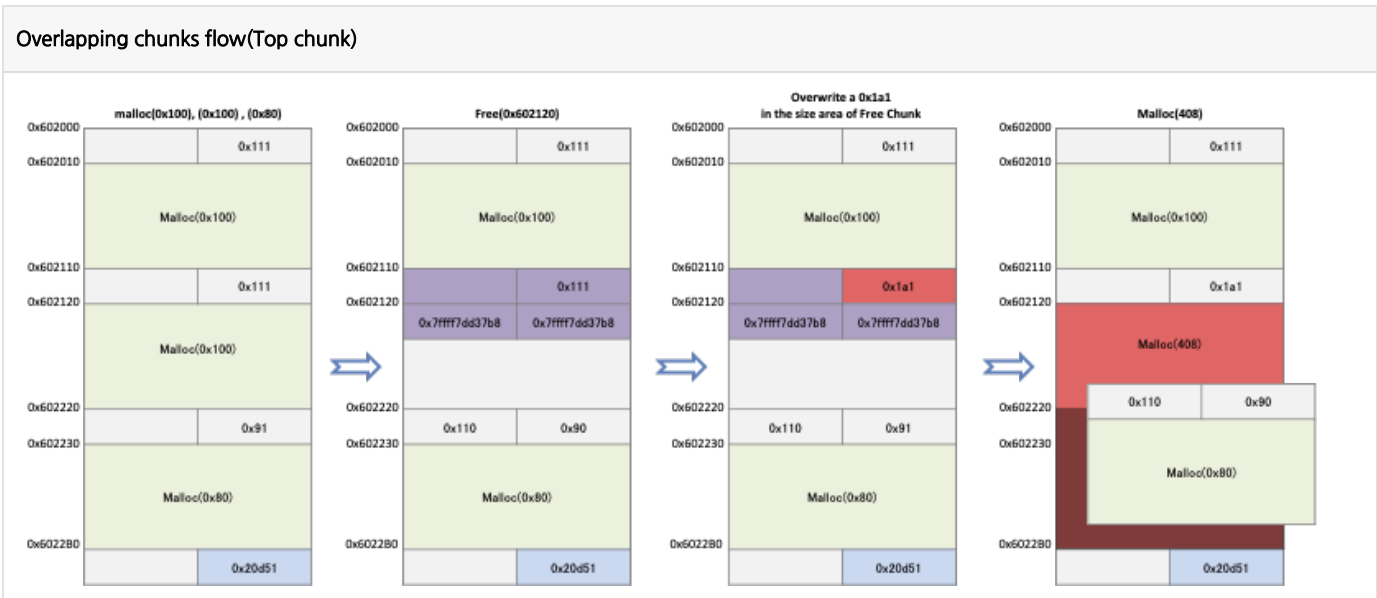 Overlapping chunks flow(Top chunk)
malloc(0x100), (0x100) , (0x80)
0x602000
0x111
0x602010
Malloc(0x100)
0x602110
0x111
0x602120
Malloc(0x100)
0x602220
0x91
0x602230
Malloc(0x80)
0x6022B0
0x20d51
Free(0x602120)
0x602000
0x111
0x602010
Malloc(0x100)
0x602110
0x111
0x602120
0x7ffff7dd37b8 0x7ffff7dd37b8
0x602220
0x110 0x90
0x602230
Malloc(0x80)
0x6022B0
0x20d51
Overwrite a 0x1a1
in the size area of Free Chunk
0x602000
0x111
0x602010
Malloc(0x100)
0x602110
0x1a1
0x602120
0x7ffff7dd37b8 0x7ffff7dd37b8
0x602220
0x110 0x91
0x602230
Malloc(0x80)
0x6022B0
0x20d51
Malloc(408)
0x602000
0x111
0x602010
Malloc(0x100)
0x602110
0x1a1
0x602120
Malloc(408)
0x602220
0x110 0x90
0x602230
Malloc(0x80)
0x6022B0
0x20d51